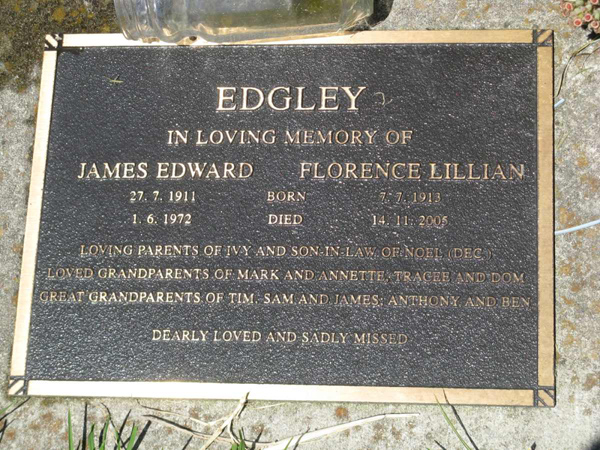 EDGLEY
IN LOVING MEMORY OF
JAMES EDWARD FLORENCE LILLIAN
27. 7. 1911 BORN 7. 7. 1913
1. 6. 1972 DIED 14. 11. 2005
LOVING PARENTS OF IVY AND SON-IN-LAW, OF NOEL (DEC.)
LOVED GRANDPARENTS OF MARK AND ANNETTE, TRACEE AND DOM
GREAT GRANDPARENTS OF TIM, SAM AND JAMES; ANTHONY AND BEN
DEARLY LOVED AND SADLY MISSED